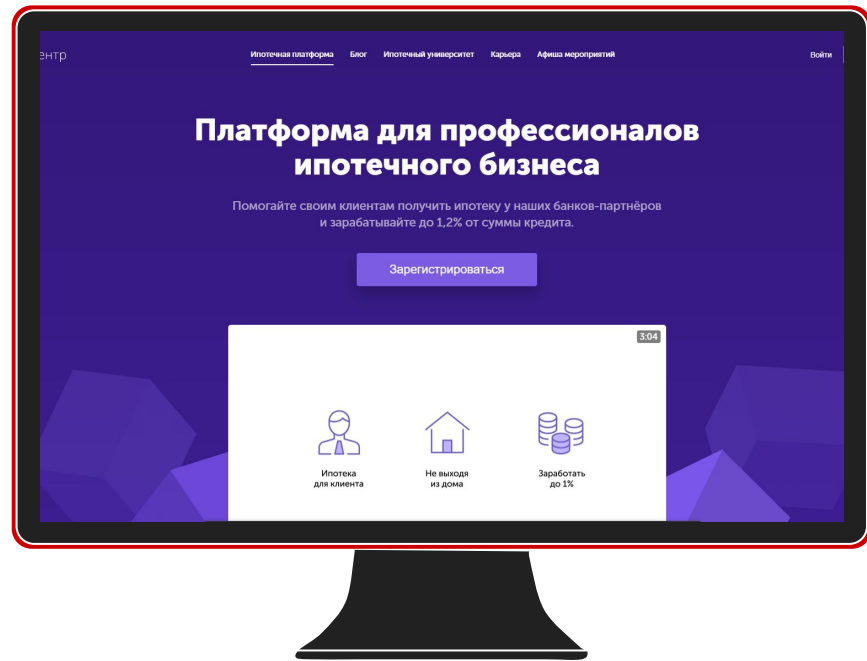 ентр
Ипотечная платформа Блог Ипотечный университет Карьера Афиша мероприятий Войти
Платформа для профессионалов
ипотечного бизнеса
Помогайте своим клиентам получить ипотеку у наших банков-партнёров
и зарабатывайте до 1,2% от суммы кредита.
Зарегистрироваться
3:04
Ипотека
для клиента
Не выходя
из дома
Заработать
до 1%